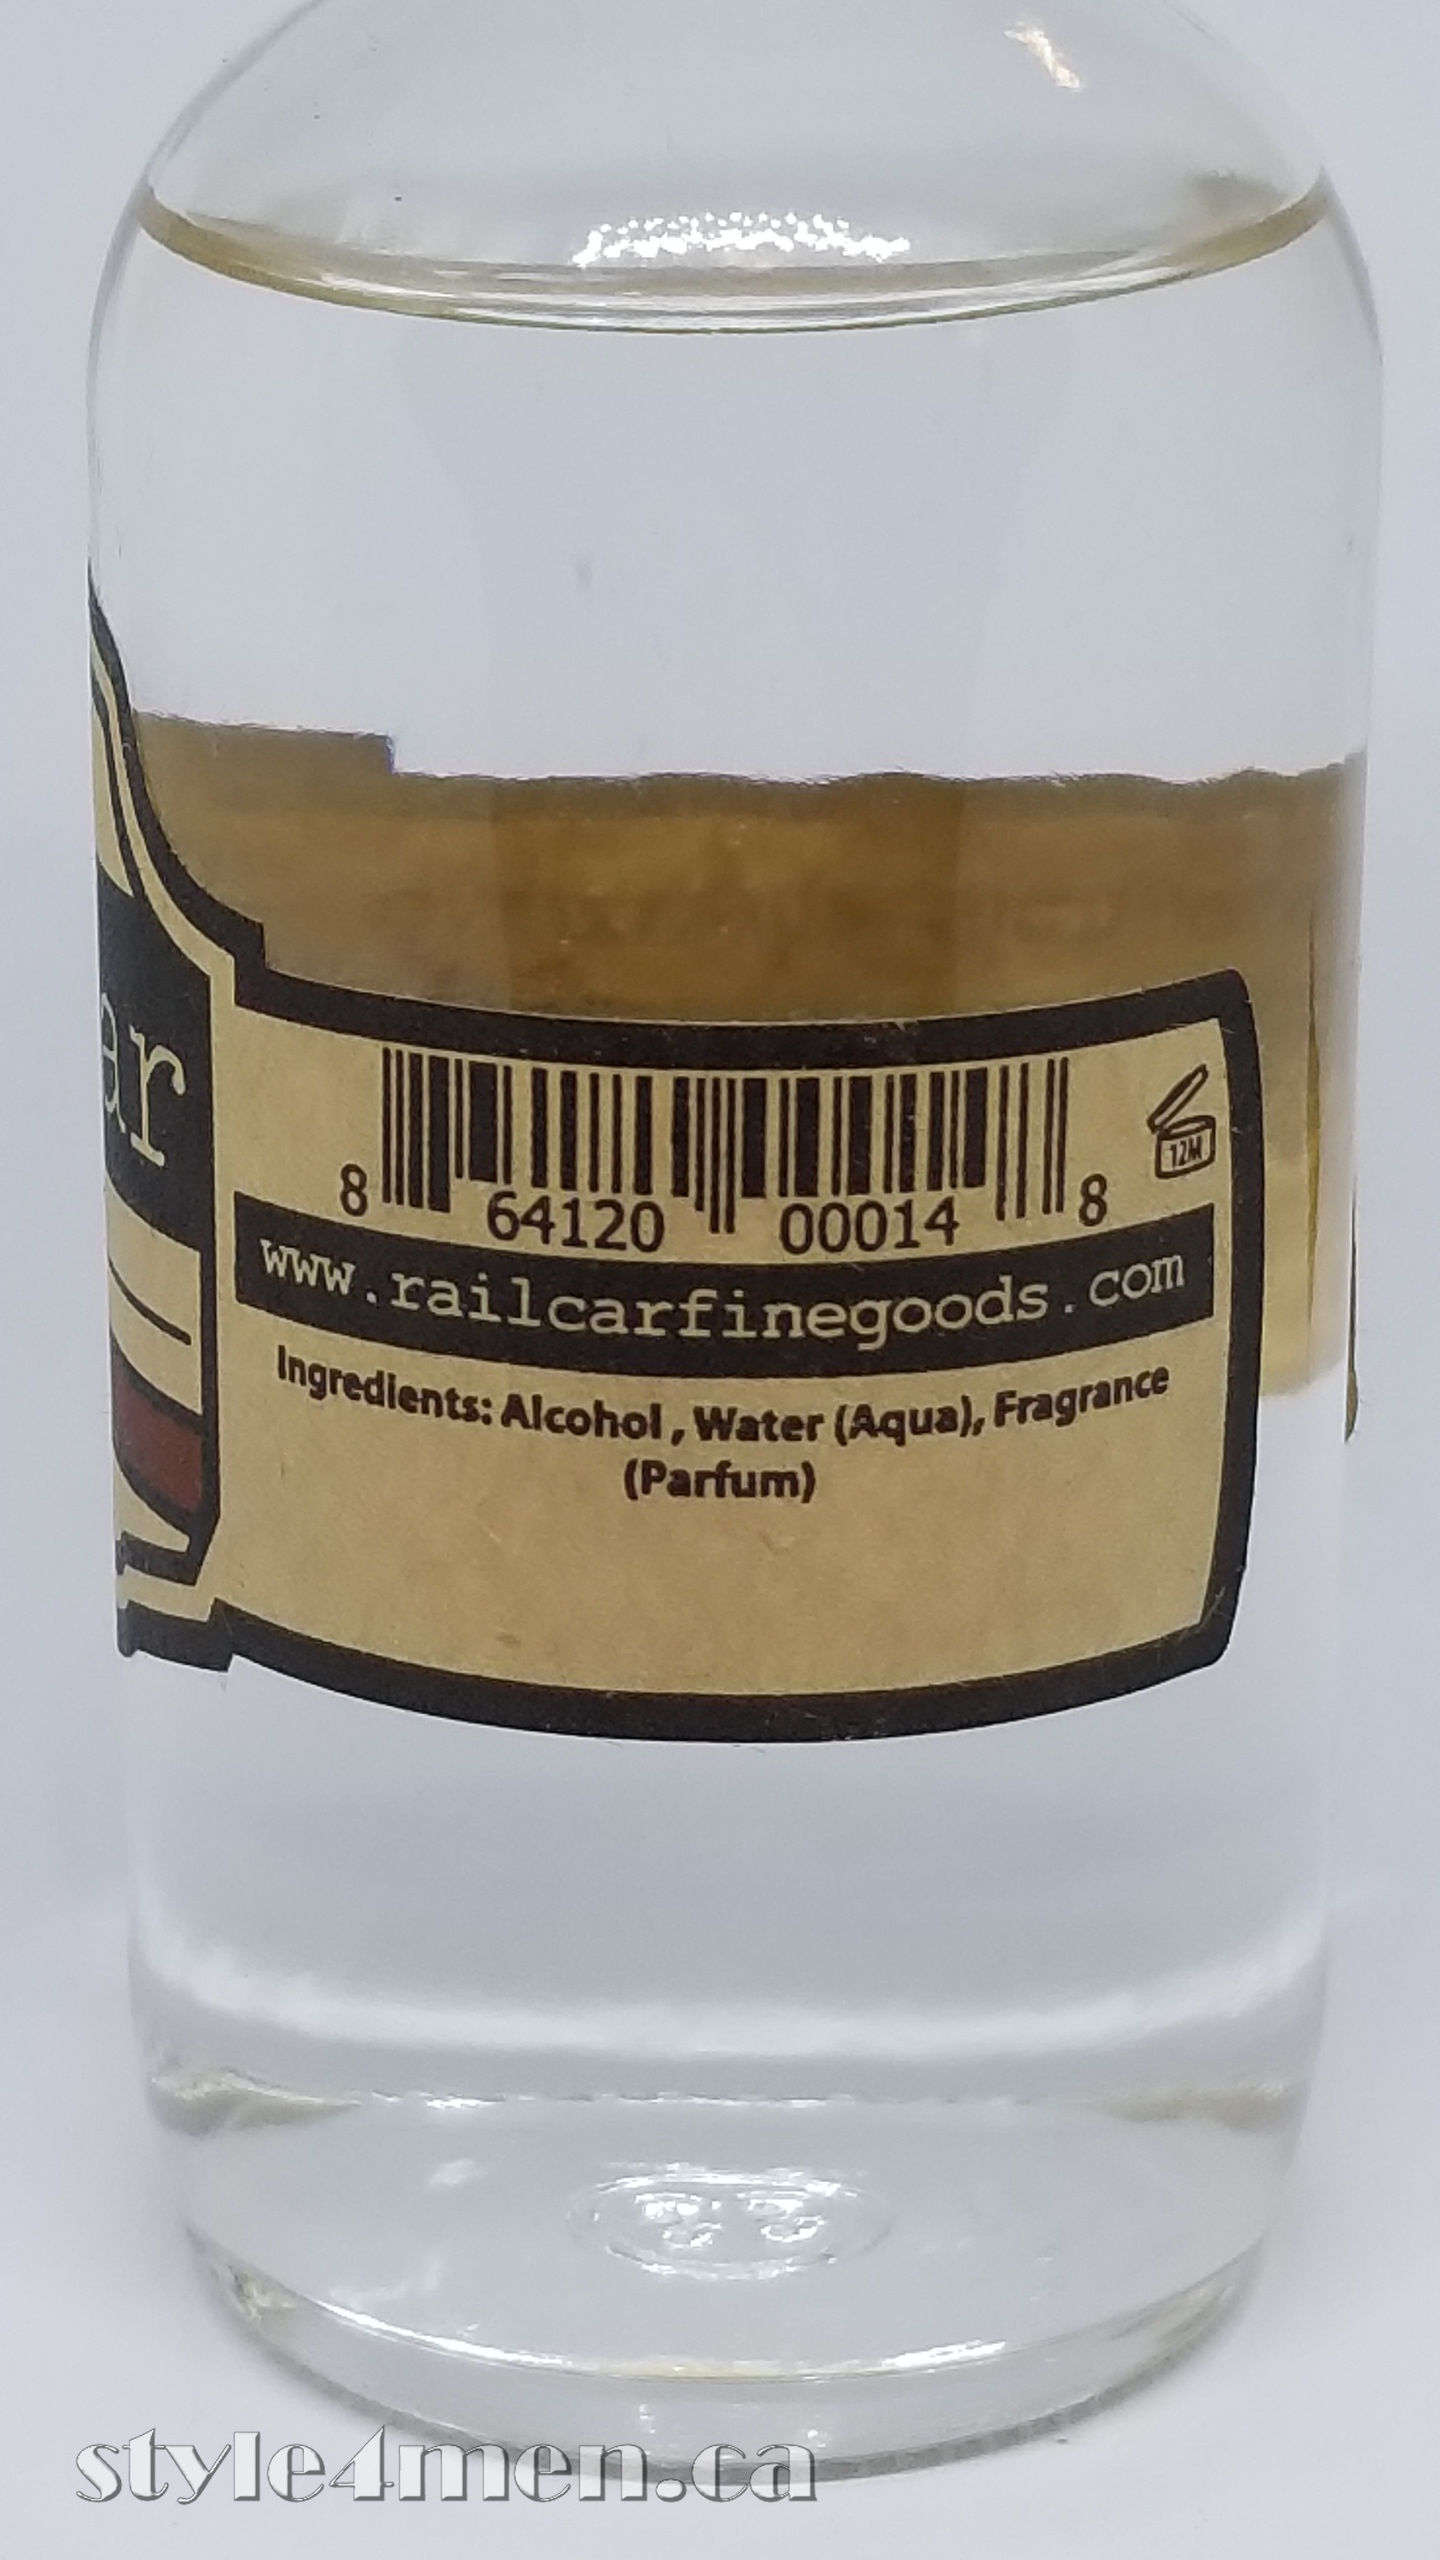 ar
8 64120 00014 8
12M
www.railcarfinegoods.com
Ingredients: Alcohol , Water (Aqua), Fragrance
(Parfum)
style4men.ca